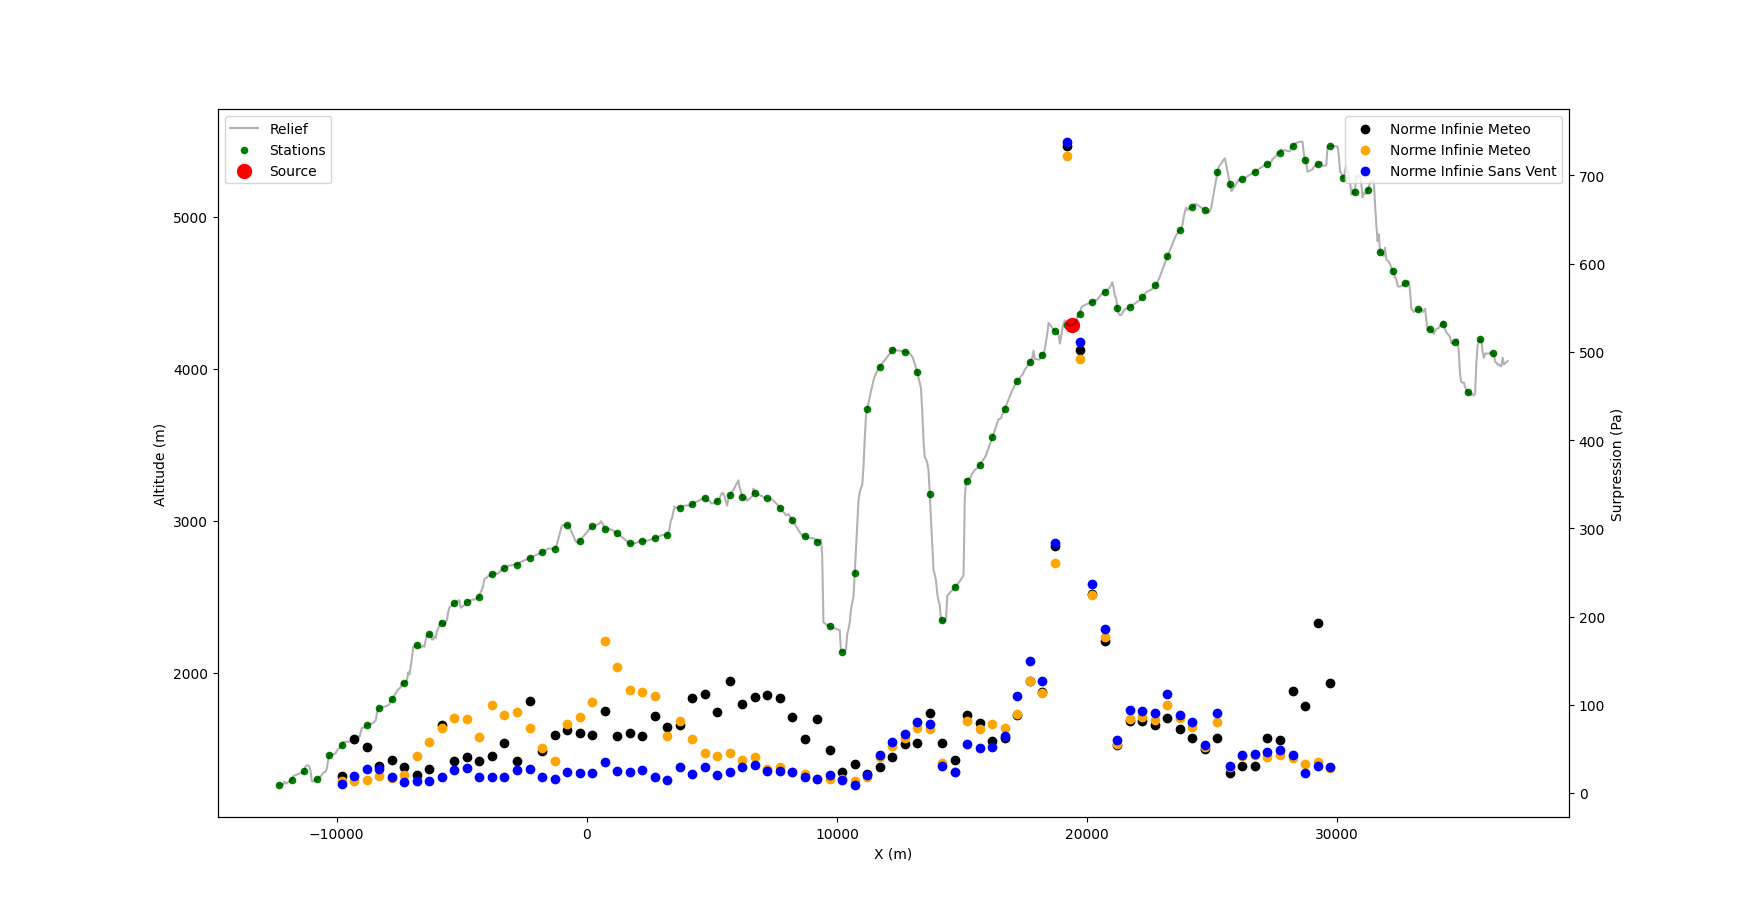 Relief
Stations
Source
Norme Infinie Meteo
Norme Infinie Meteo
Norme Infinie Sans Vent
5000
4000
3000
2000
Altitude (m)
700
600
500
400
300
200
100
0
Surpression (Pa)
−10000 0 10000 20000 30000
X (m)